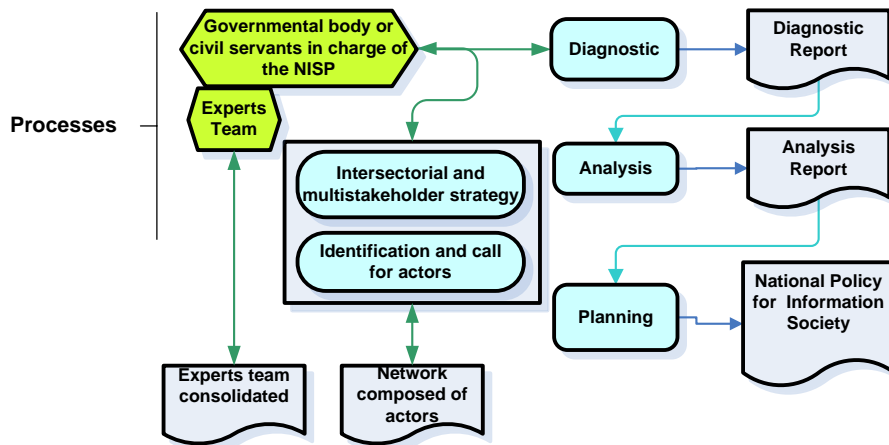 Processes
Governmental body or
civil servants in charge of
the NISP
Experts
Team
Diagnostic
Diagnostic
Report
Intersectorial and
multistakeholder strategy
Identification and call
for actors
Analysis
Analysis
Report
Planning
National Policy
for Information
Society
Experts team
consolidated
Network
composed of
actors